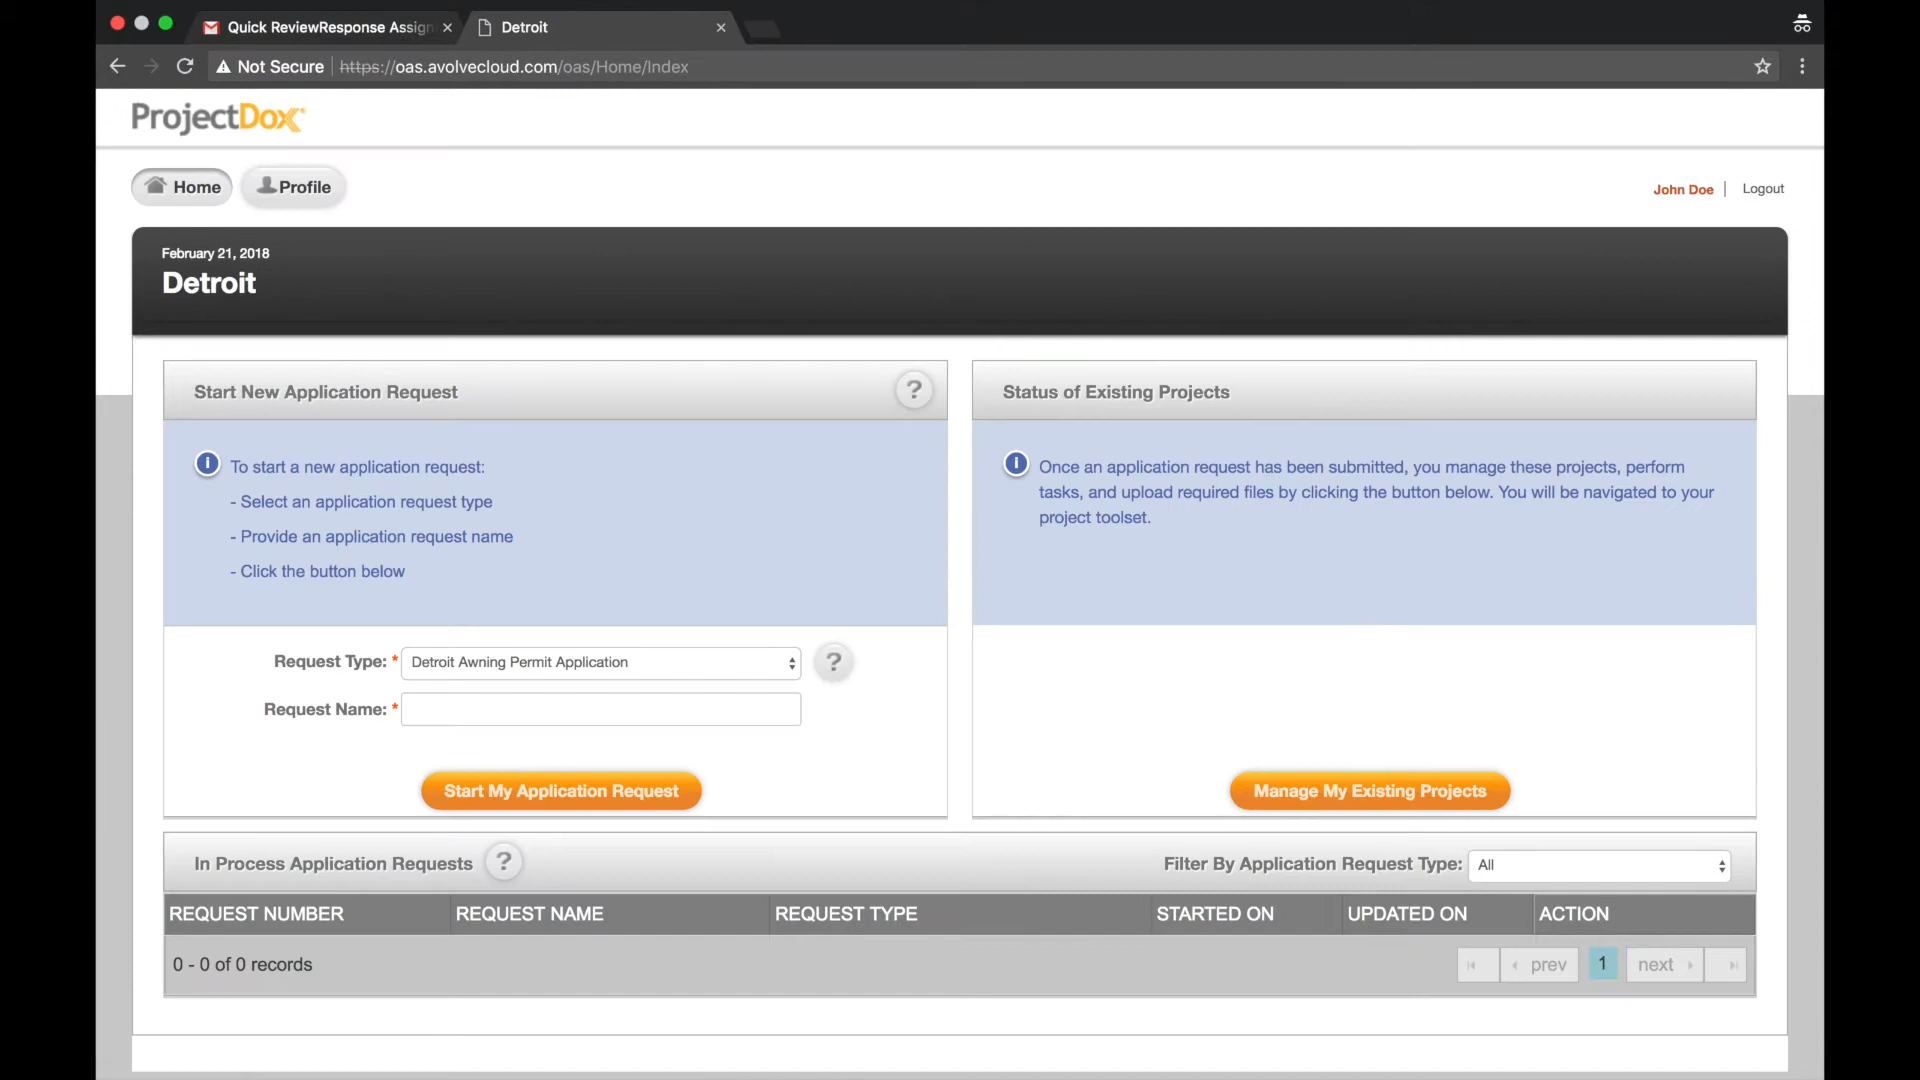 Quick ReviewResponse Assign
Detroit
Not Secure
https://oas.avolvecloud.com/oas/Home/Index
ProjectDox
Home
Profile
John Doe
Logout
February 21, 2018
Detroit
Start New Application Request
?
i
To start a new application request:
- Select an application request type
- Provide an application request name
- Click the button below
Request Type: *
Detroit Awning Permit Application
?
Request Name: *
Start My Application Request
Status of Existing Projects
i
Once an application request has been submitted, you manage these projects, perform
tasks, and upload required files by clicking the button below. You will be navigated to your
project toolset.
Manage My Existing Projects
In Process Application Requests
?
Filter By Application Request Type:
All
REQUEST NUMBER
REQUEST NAME
REQUEST TYPE
STARTED ON
UPDATED ON
ACTION
0 - 0 of 0 records
prev
1
next